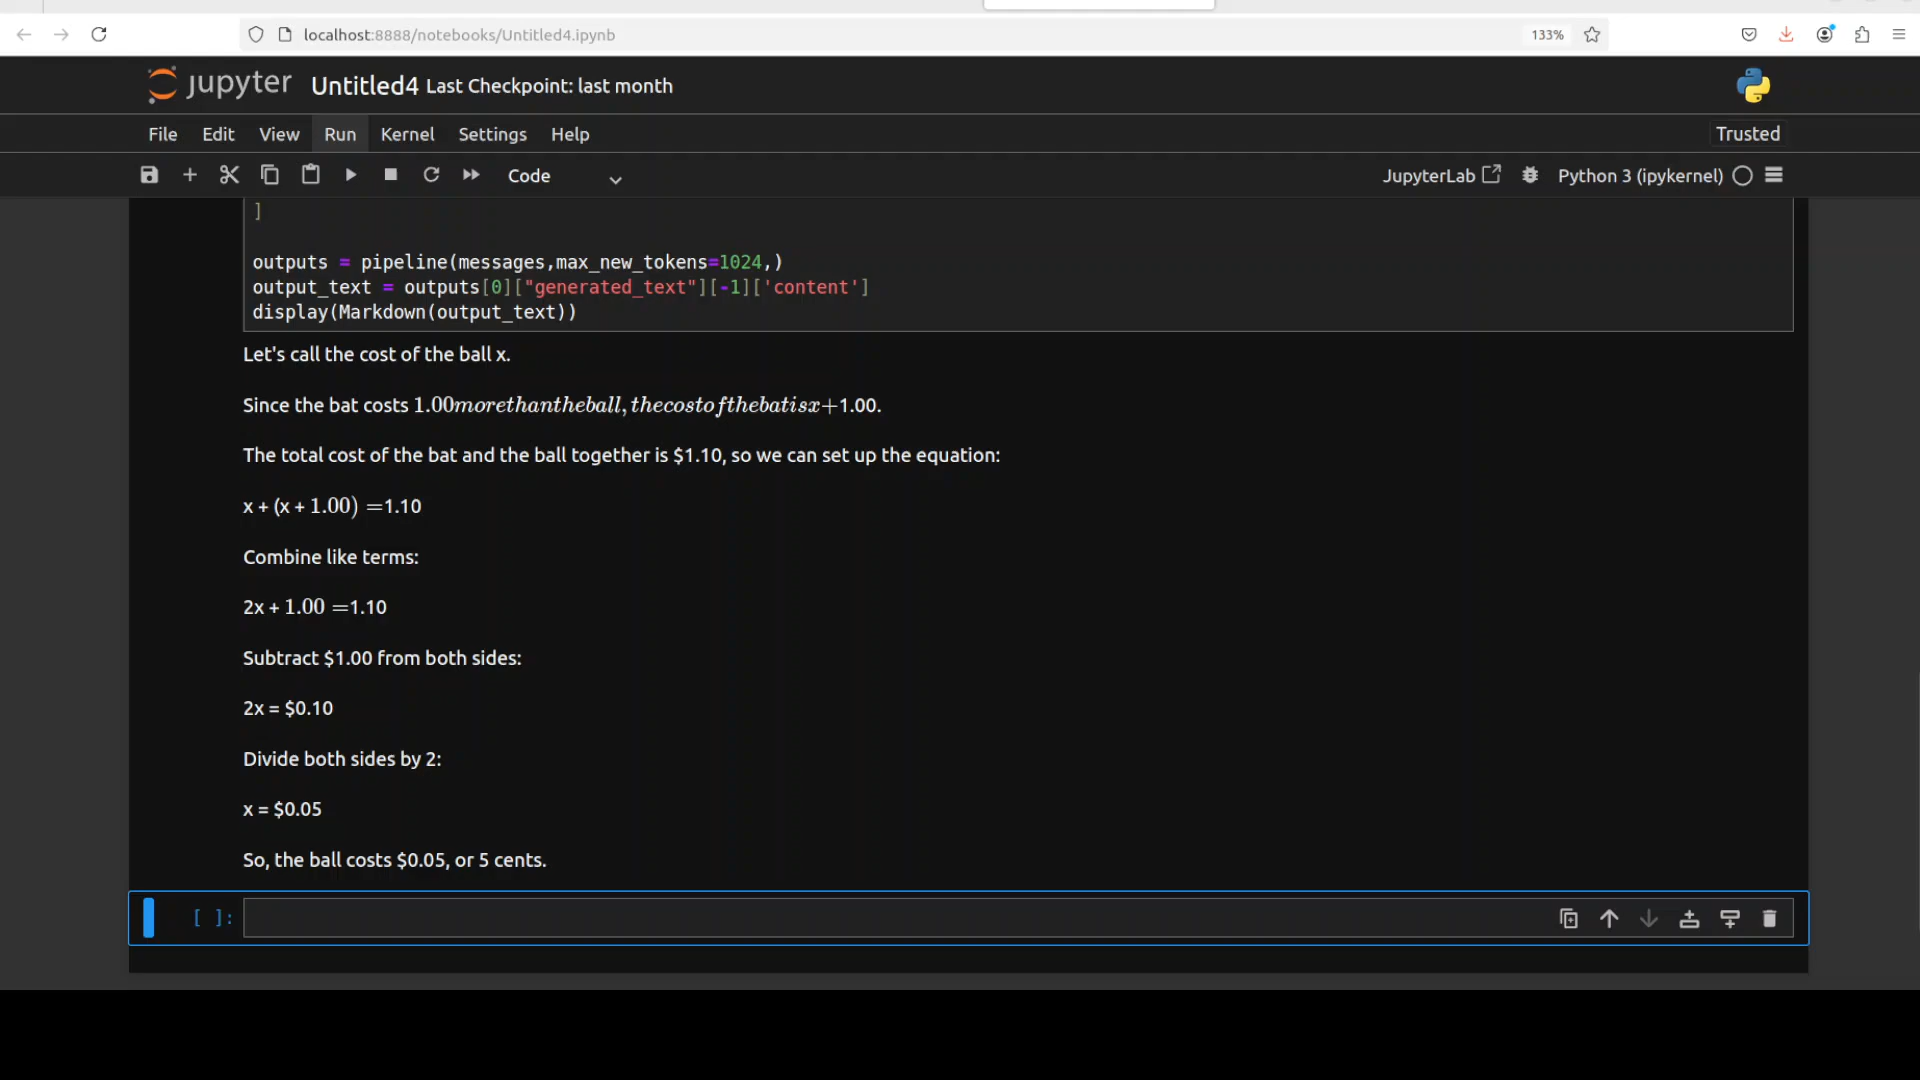 localhost:8888/notebooks/Untitled4.ipynb
133%
jupyter Untitled4 Last Checkpoint: last month
File Edit View Run Kernel Settings Help
Trusted
Code
JupyterLab
Python 3 (ipykernel)
]
outputs = pipeline(messages,max_new_tokens=1024,)
output_text = outputs[0]["generated_text"][-1]['content']
display(Markdown(output_text))
Let's call the cost of the ball x.
Since the bat costs 1.00morethantheball,thecostofthebatisx+1.00.
The total cost of the bat and the ball together is $1.10, so we can set up the equation:
x + (x + 1.00) =1.10
Combine like terms:
2x + 1.00 =1.10
Subtract $1.00 from both sides:
2x = $0.10
Divide both sides by 2:
x = $0.05
So, the ball costs $0.05, or 5 cents.
[ ]: